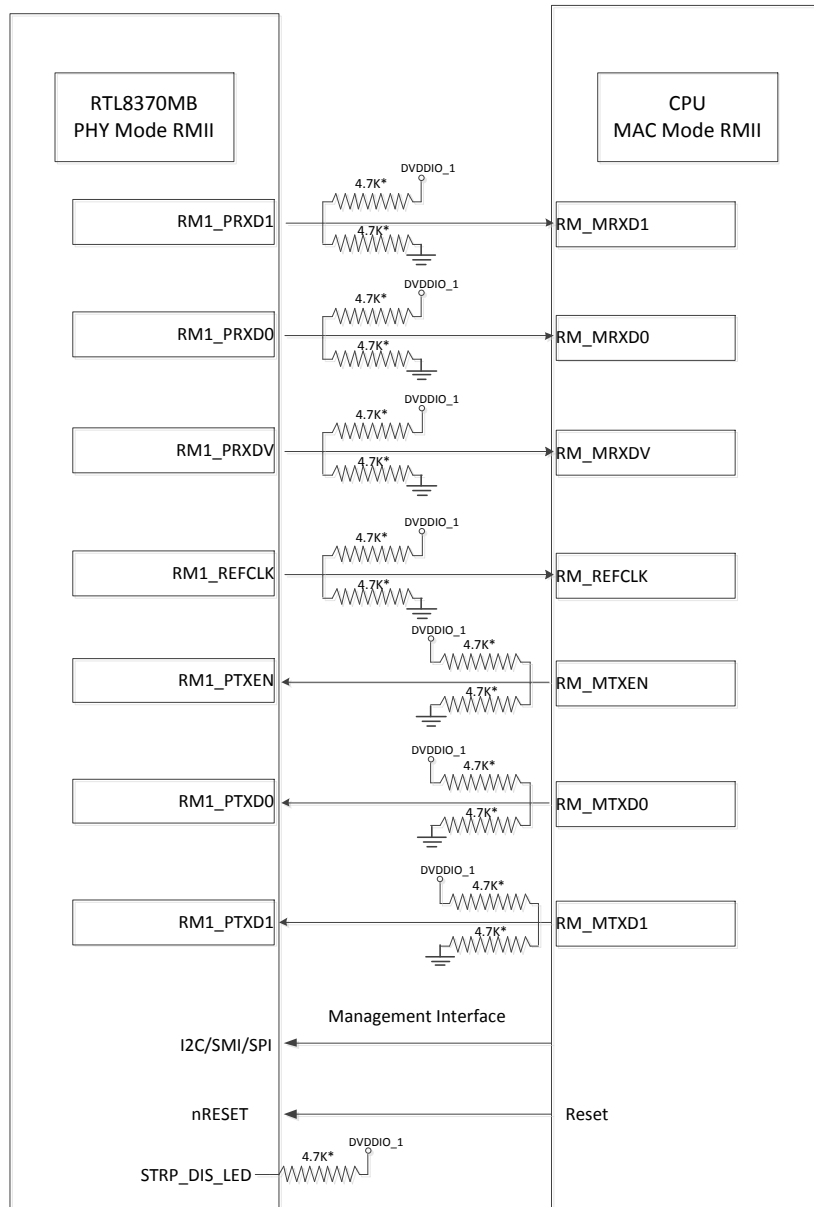 RTL8370MB
PHY Mode RMII
CPU
MAC Mode RMII
DVDDIO_1
4.7K*
RM1_PRXD1
RM_MRXD1
4.7K*
DVDDIO_1
4.7K*
RM1_PRXD0
RM_MRXD0
4.7K*
DVDDIO_1
4.7K*
RM1_PRXDV
RM_MRXDV
4.7K*
DVDDIO_1
4.7K*
RM1_REFCLK
RM_REFCLK
4.7K*
DVDDIO_1
4.7K*
RM1_PTXEN
RM_MTXEN
4.7K*
DVDDIO_1
4.7K*
RM1_PTXD0
RM_MTXD0
4.7K*
DVDDIO_1
4.7K*
RM1_PTXD1
RM_MTXD1
4.7K*
Management Interface
I2C/SMI/SPI
nRESET
Reset
DVDDIO_1
4.7K*
STRP_DIS_LED